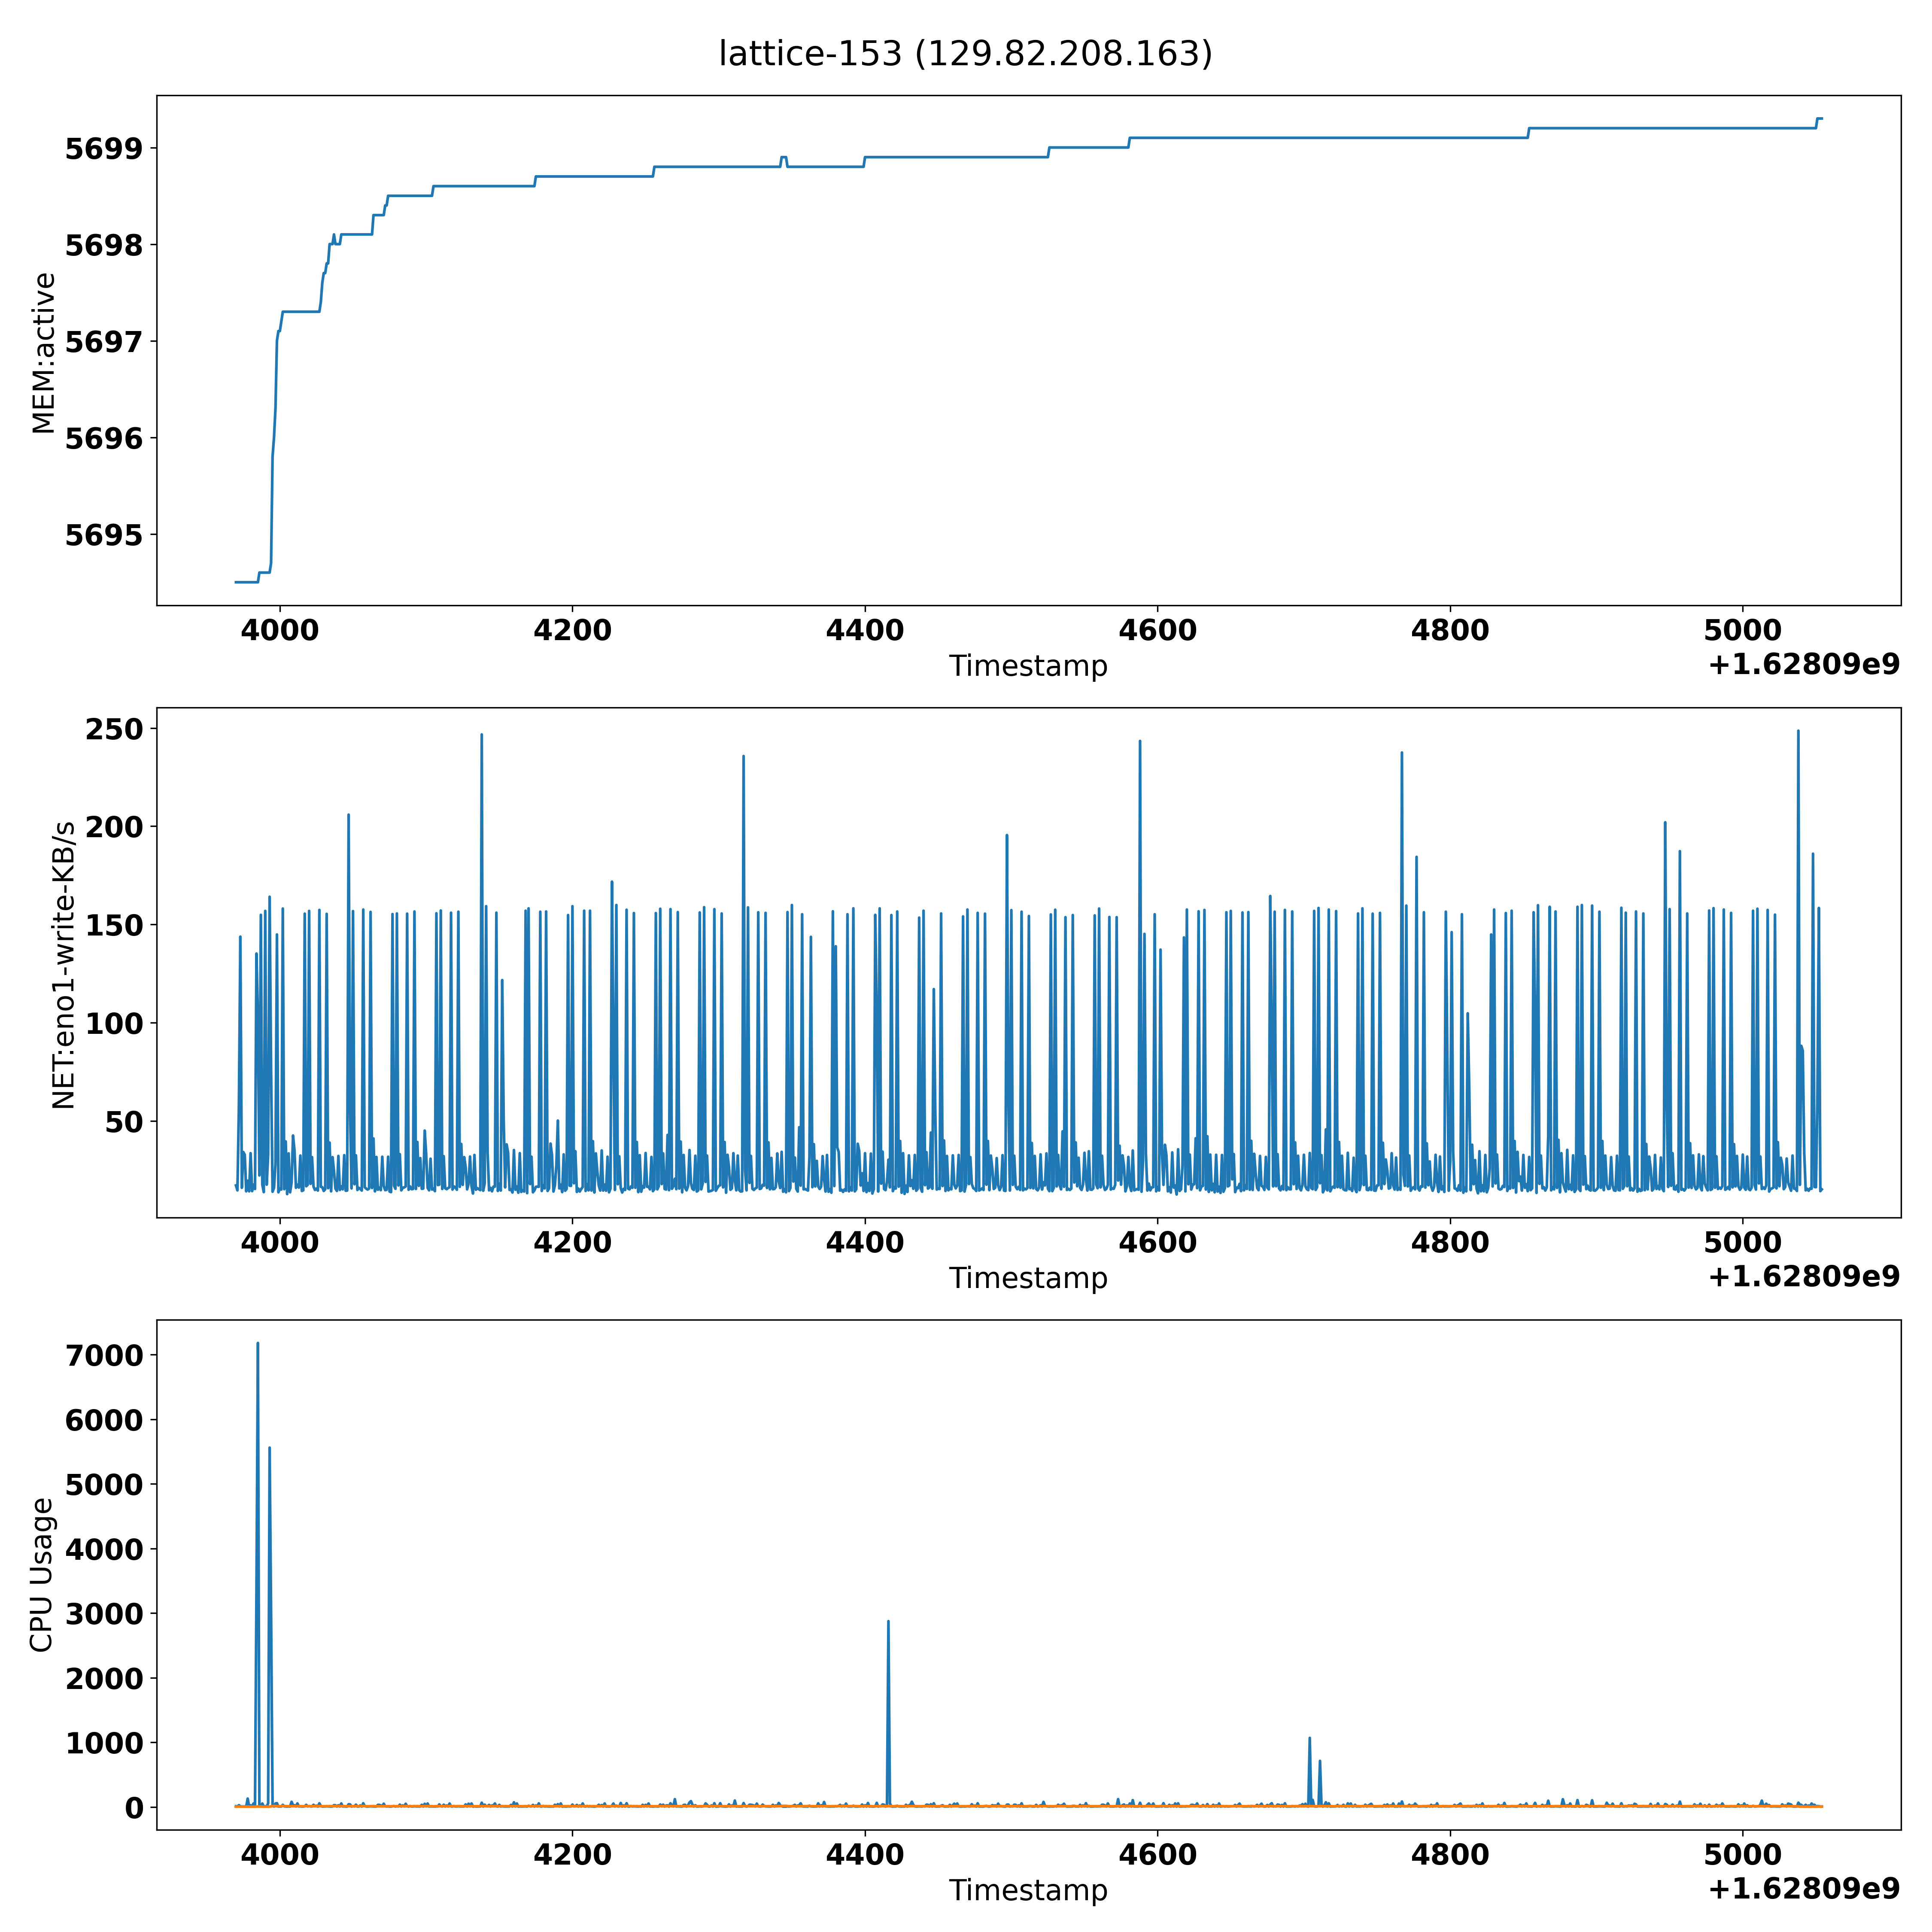 lattice-153 (129.82.208.163)
5699
5698
5697
5696
5695
MEM:active
4000 4200 4400 4600 4800 5000
Timestamp
+1.62809e9
250
200
150
100
50
NET:eno1-write-KB/s
4000 4200 4400 4600 4800 5000
Timestamp
+1.62809e9
7000
6000
5000
4000
3000
2000
1000
0
CPU Usage
4000 4200 4400 4600 4800 5000
Timestamp
+1.62809e9